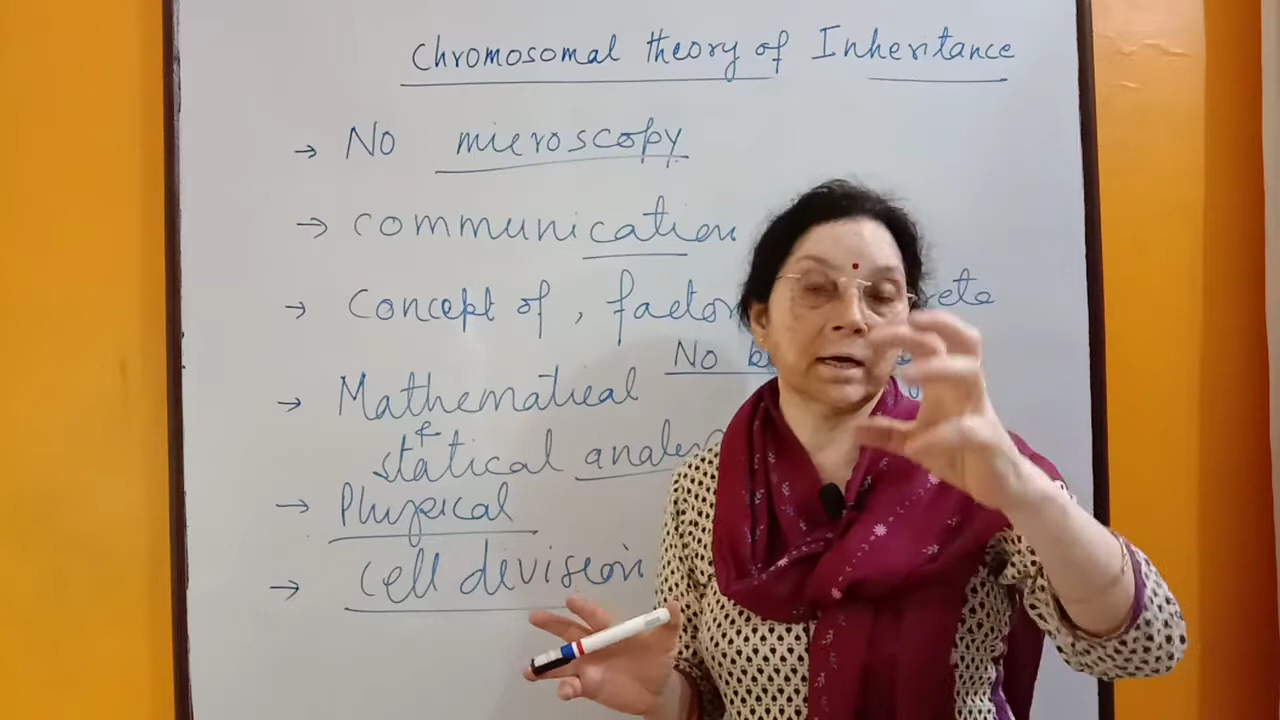 Chromosomal theory of Inheritance
→ No microscopy
→ communication
→ Concept of, factor
No
→ Mathematical
&
statical
→ Physical
→ cell division